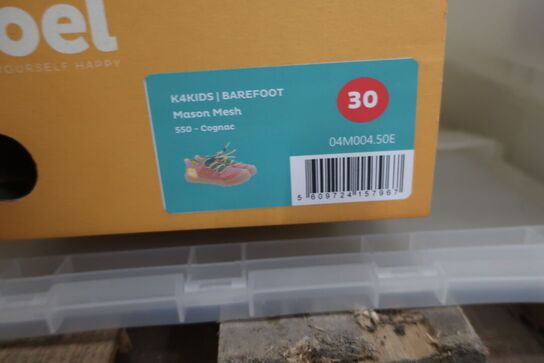 oel
YOURSELF HAPPY
K4KIDS | BAREFOOT
Mason Mesh
550 - Cognac
30
04M004.50E
5 609724 157967